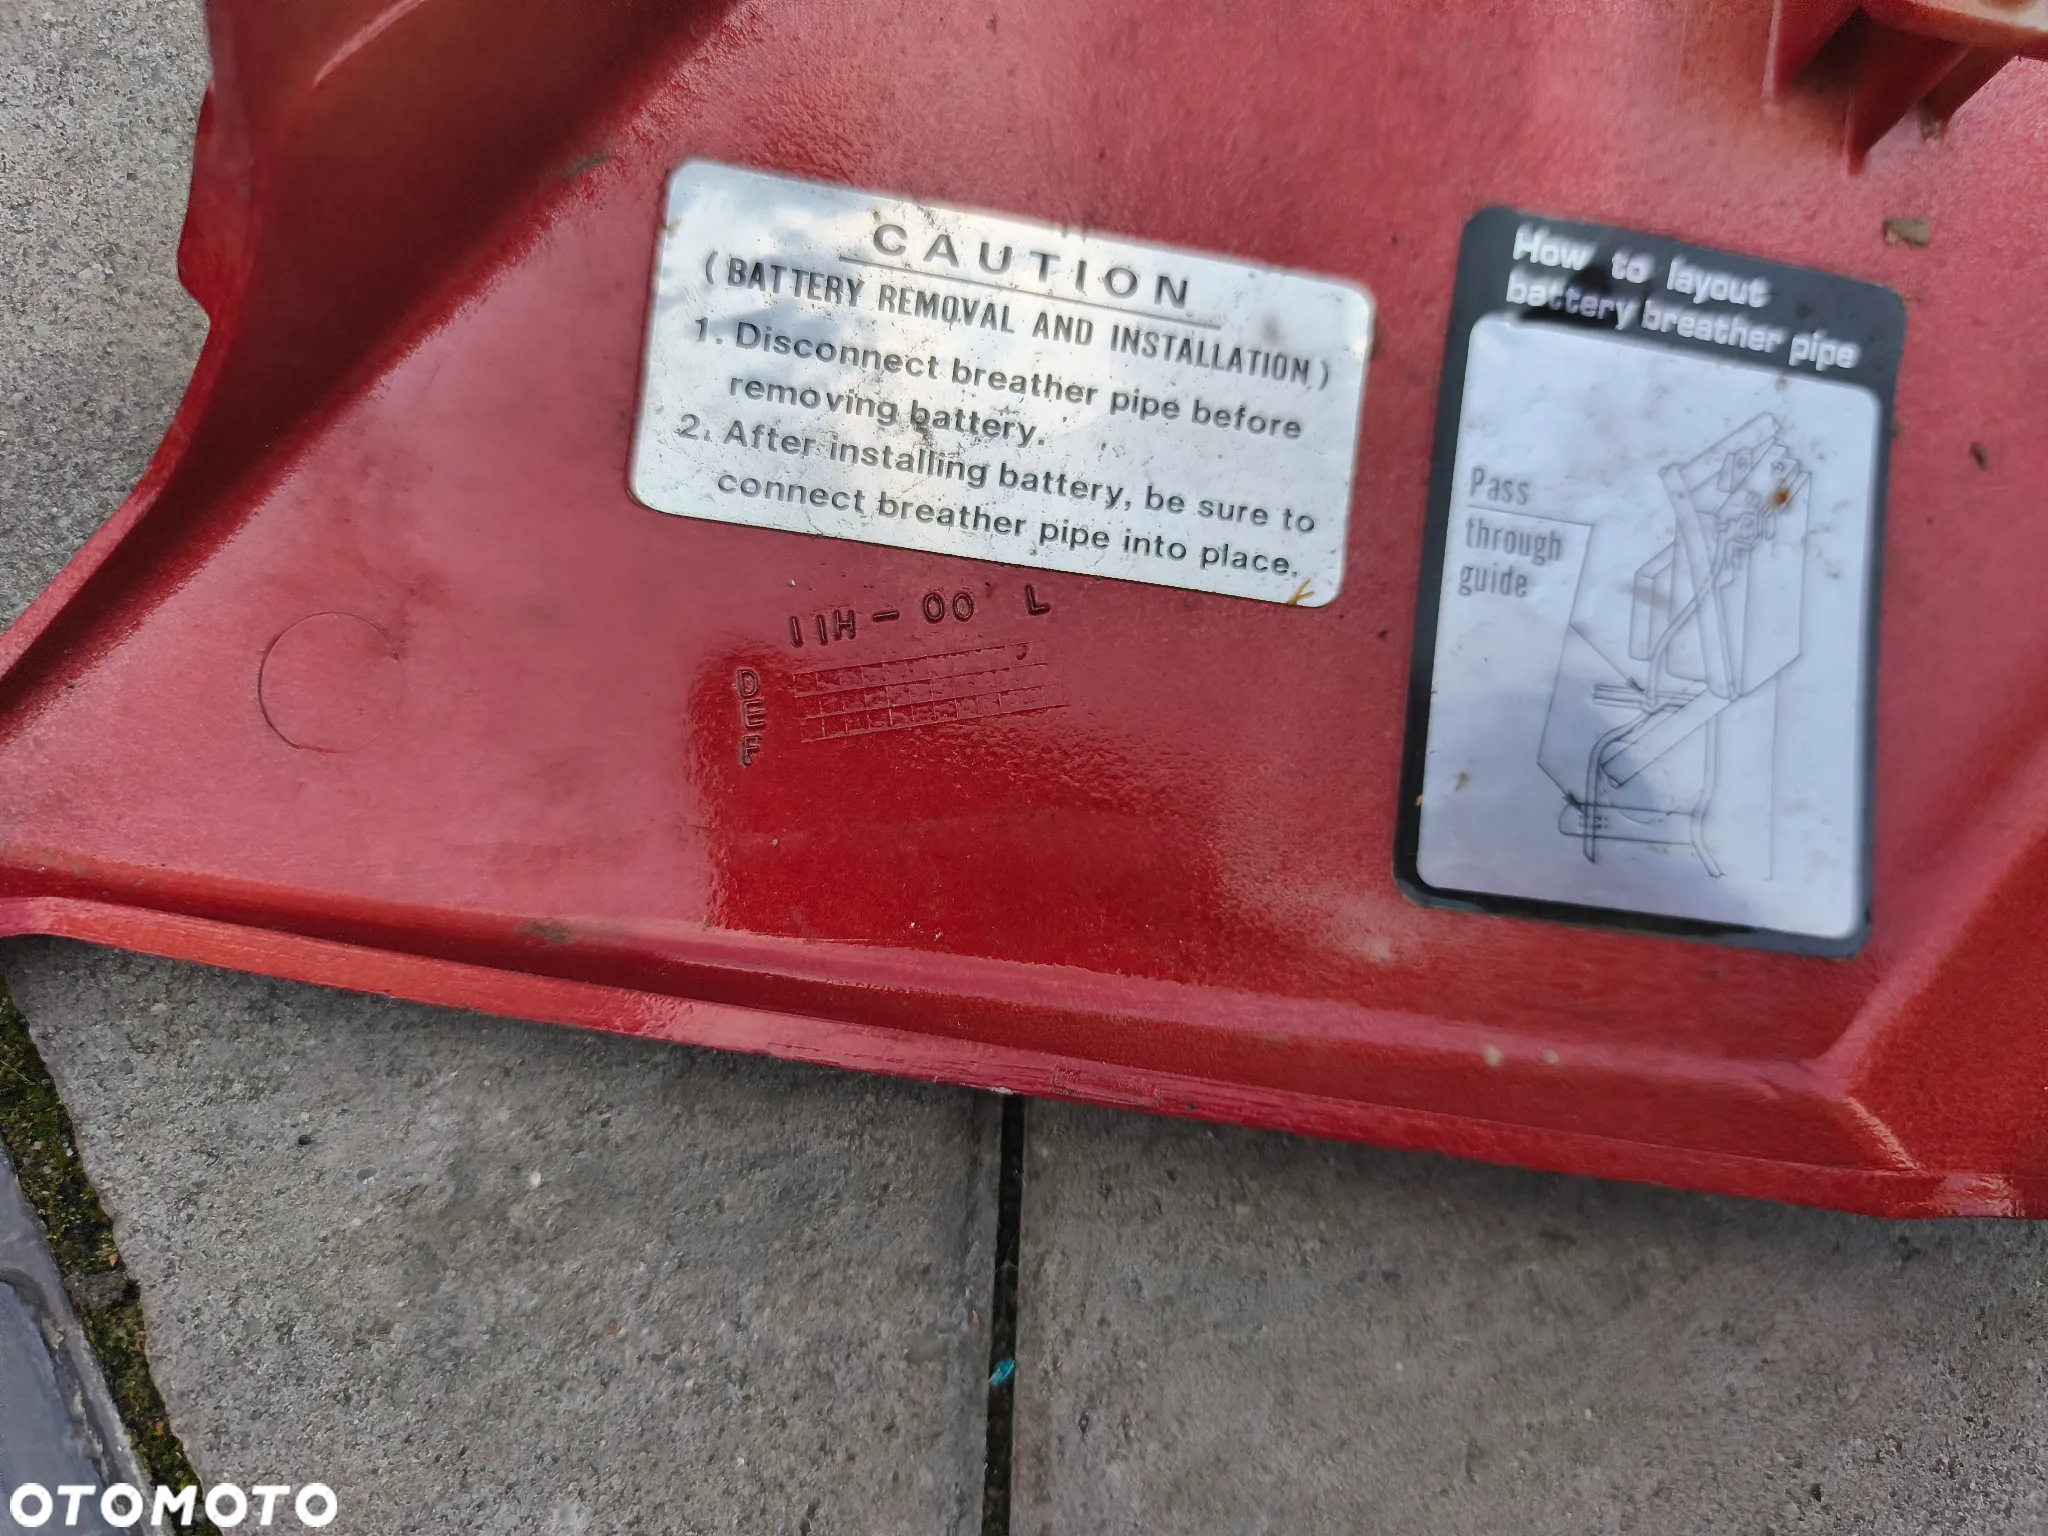 CAUTION
(BATTERY REMOVAL AND INSTALLATION)
1. Disconnect breather pipe before
removing battery.
2. After installing battery, be sure to
connect breather pipe into place.
How to layout
battery breather pipe
Pass
through
guide
11H-00 L
DEF
OTOMOTO